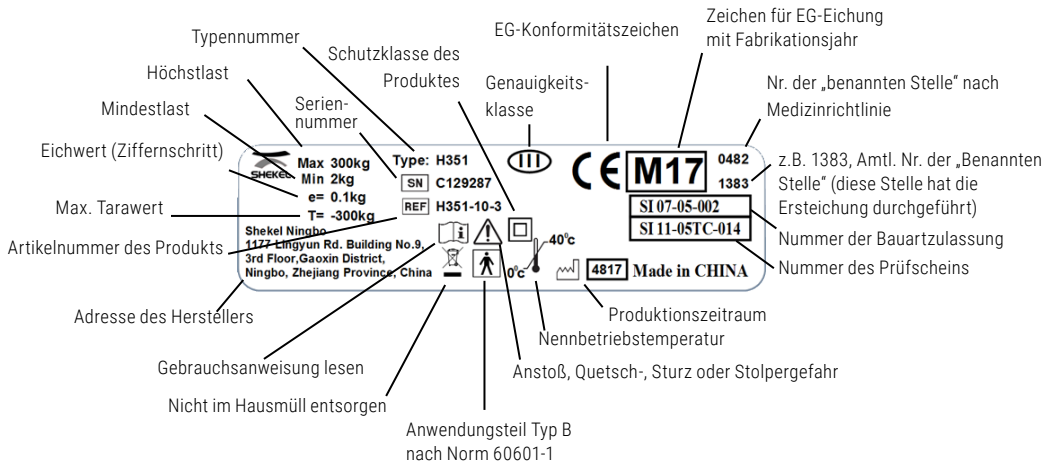 Typennummer
Schutzklasse des
Produktes
EG-Konformitätszeichen
Zeichen für EG-Eichung
mit Fabrikationsjahr
Höchstlast
Genauigkeits-
klasse
Nr. der „benannten Stelle“ nach
Medizinrichtlinie
Mindestlast
Serien-
nummer
Eichwert (Ziffernschritt)
z.B. 1383, Amtl. Nr. der „Benannten
Stelle“ (diese Stelle hat die
Ersteichung durchgeführt)
Max. Tarawert
Artikelnummer des Produkts
Nummer der Bauartzulassung
Nummer des Prüfscheins
SHEKEL
Max 300kg
Min 2kg
e= 0.1kg
T= -300kg
Type: H351
SN C129287
REF H351-10-3
III
CE M17 0482
1383
SI 07-05-002
SI 11-05TC-014
Shekel Ningbo
1177 Lingyun Rd. Building No.9,
3rd Floor,Gaoxin District,
Ningbo, Zhejiang Province, China
i
40°c
0°c
4817 Made in CHINA
Adresse des Herstellers
Produktionszeitraum
Nennbetriebstemperatur
Gebrauchsanweisung lesen
Anstoß, Quetsch-, Sturz oder Stolpergefahr
Nicht im Hausmüll entsorgen
Anwendungsteil Typ B
nach Norm 60601-1